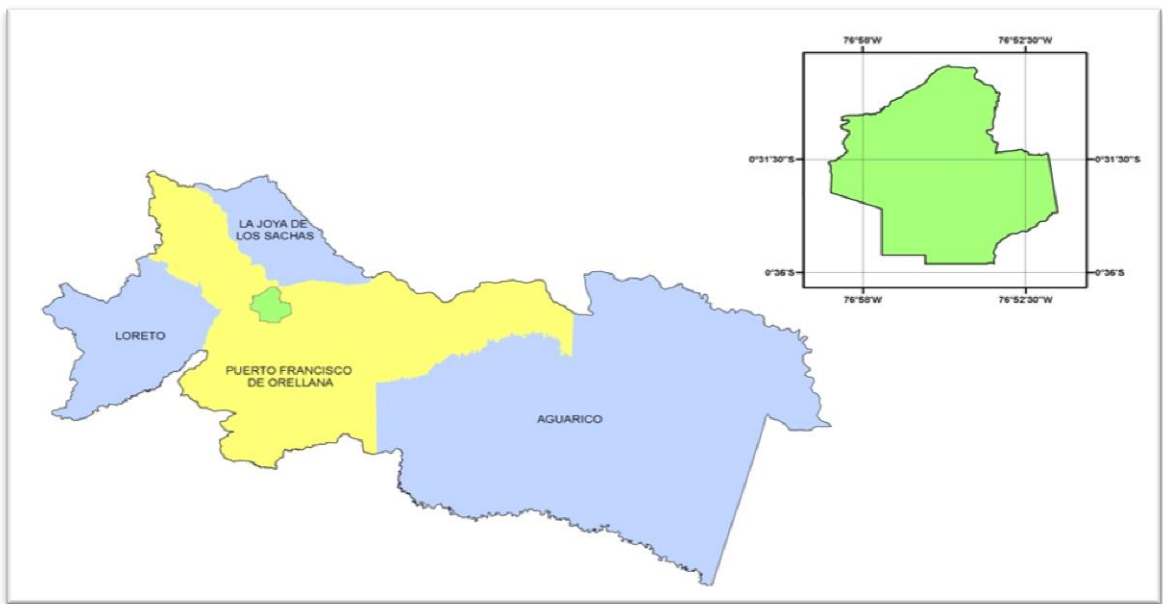 76°58'W 76°52'30"W
0°31'30"S 0°31'30"S
0°36'S 0°36'S
76°58'W 76°52'30"W
LA JOYA DE
LOS SACHAS
LORETO
PUERTO FRANCISCO
DE ORELLANA
AGUARICO